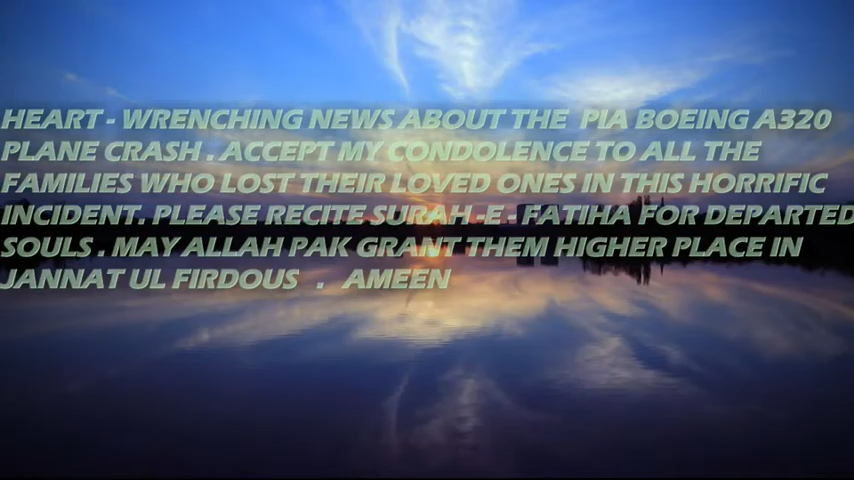 HEART - WRENCHING NEWS ABOUT THE PIA BOEING A320
PLANE CRASH . ACCEPT MY CONDOLENCE TO ALL THE
FAMILIES WHO LOST THEIR LOVED ONES IN THIS HORRIFIC
INCIDENT. PLEASE RECITE SURAH -E - FATIHA FOR DEPARTED
SOULS . MAY ALLAH PAK GRANT THEM HIGHER PLACE IN
JANNAT UL FIRDOUS . AMEEN